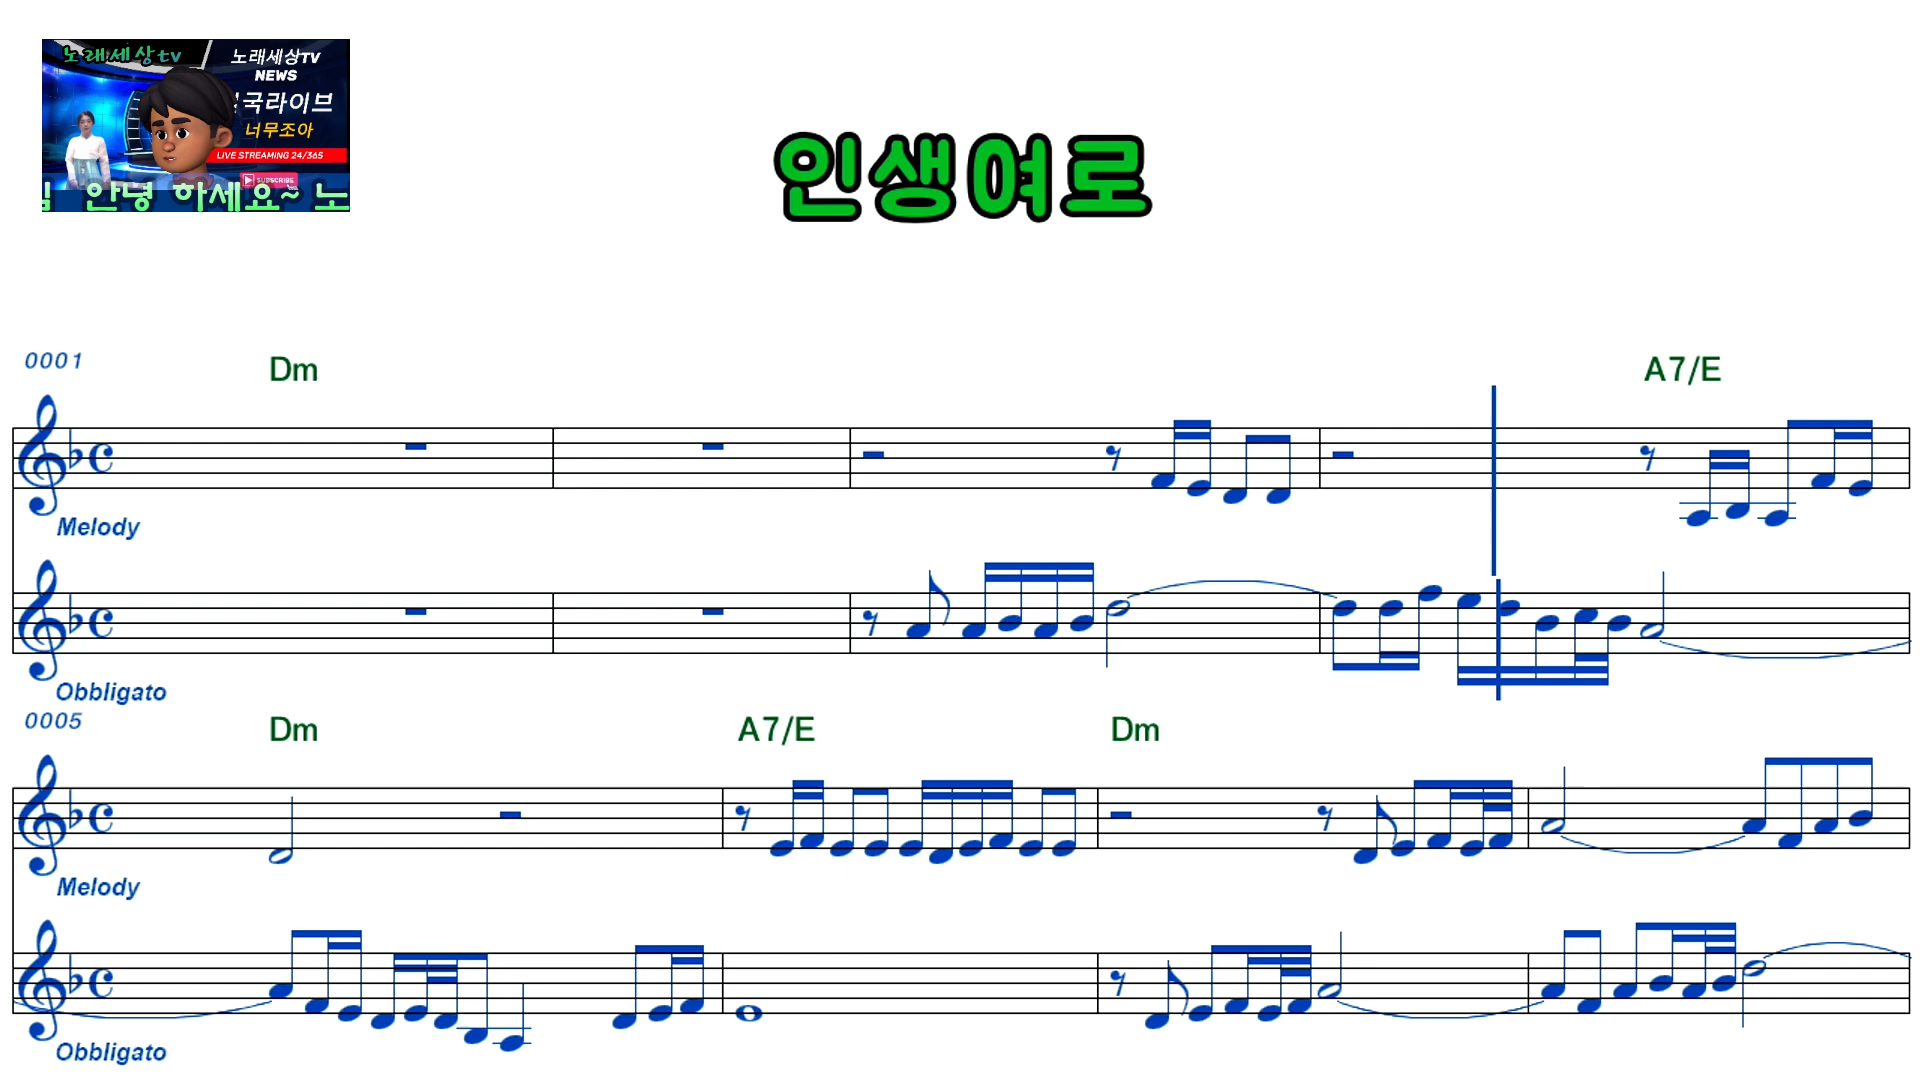 노래세상tv
노래세상TV
NEWS
국라이브
너무조아
LIVE STREAMING 24/365
SUBSCRIBE
안녕 하세요~ 노
인생여로
0001
Dm
A7/E
Melody
Obbligato
0005
Dm
A7/E
Dm
Melody
Obbligato